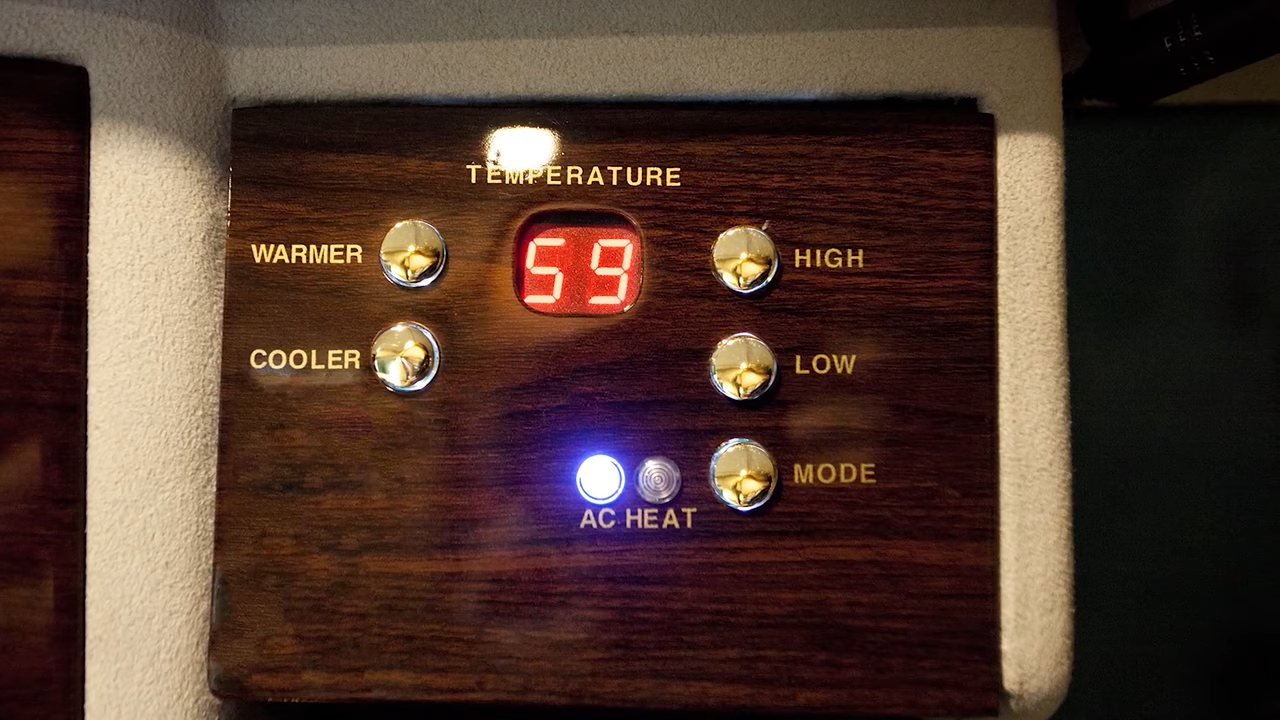 TEMPERATURE
WARMER
59
HIGH
COOLER
LOW
MODE
AC HEAT